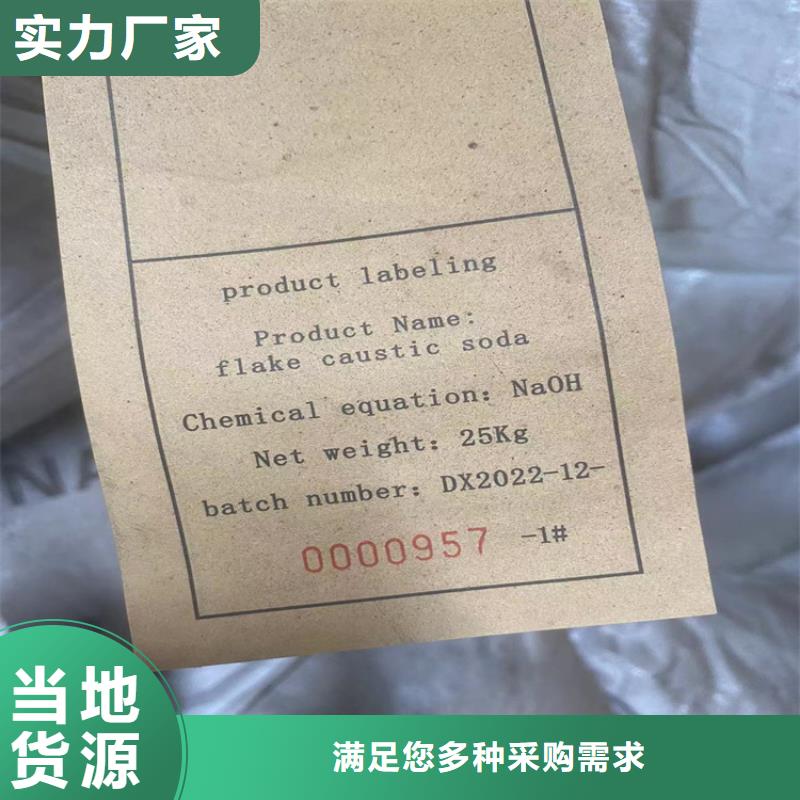 实力厂家
product labeling
Product Name:
flake caustic soda
Chemical equation: NaOH
Net weight: 25Kg
batch number: DX2022-12-
0000957 -1#
NA
当地
货源
满足您多种采购需求